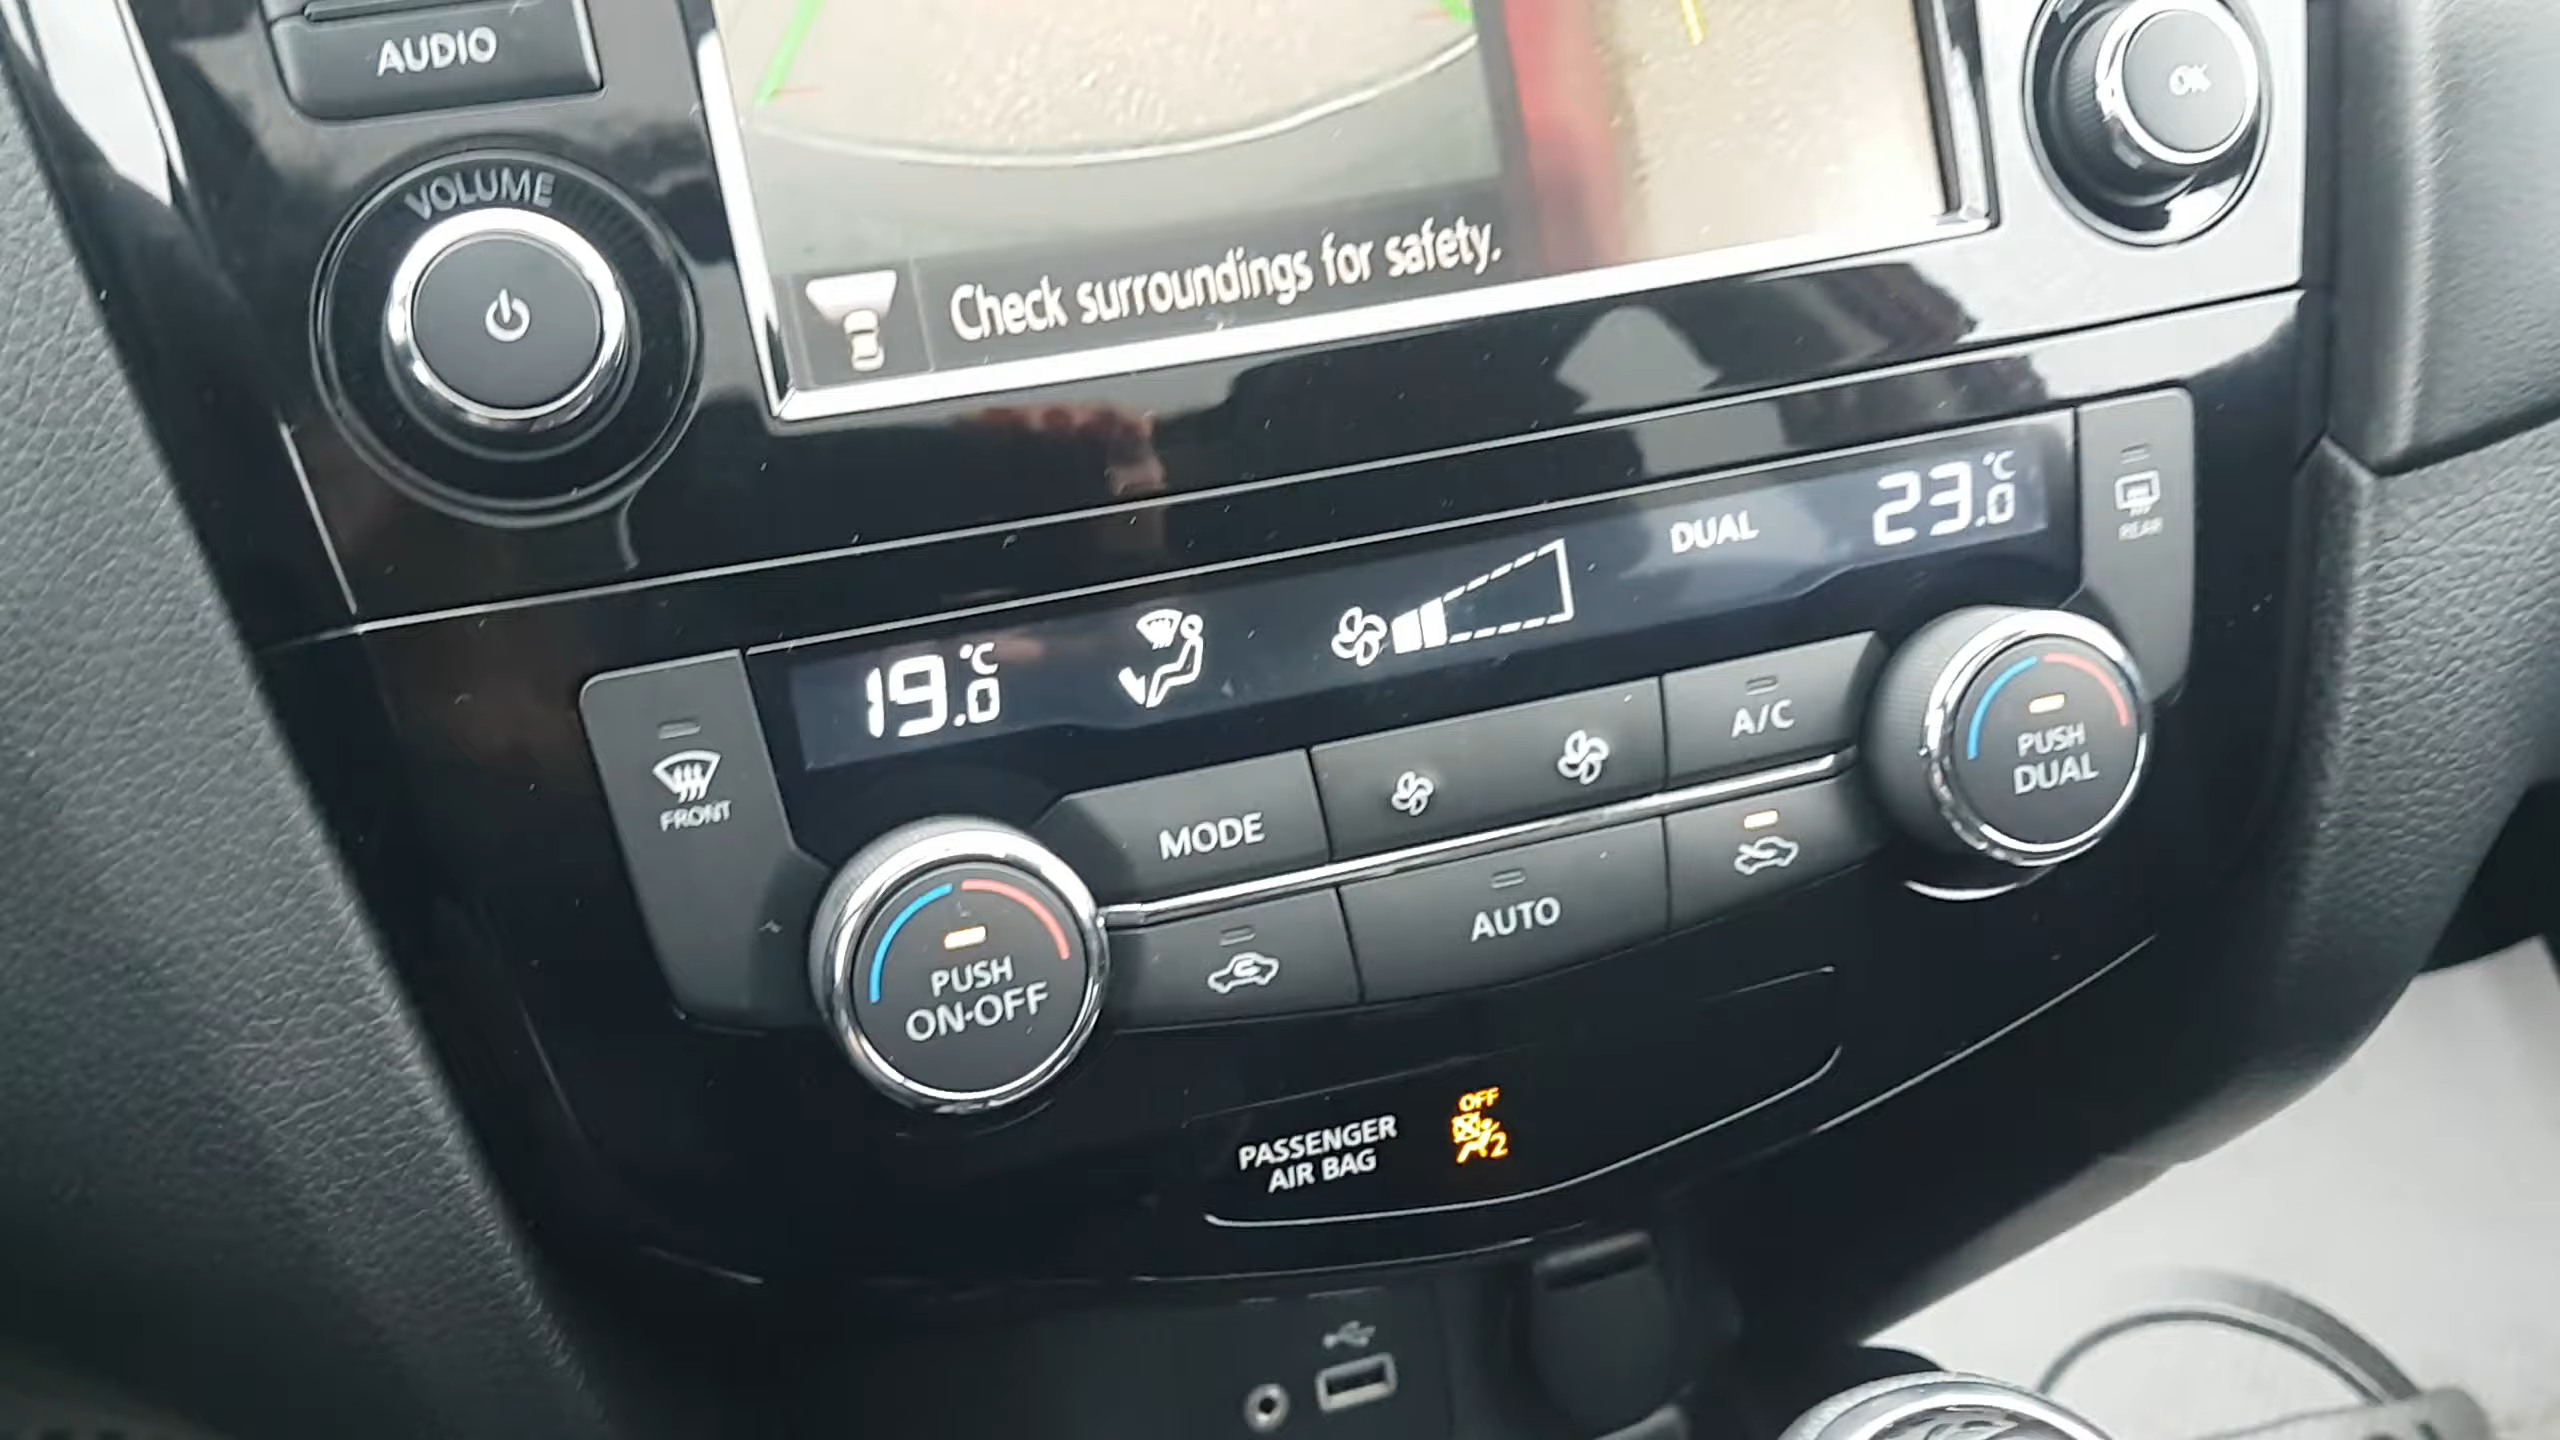 AUDIO
VOLUME
OK
Check surroundings for safety.
19.0 °C
DUAL
23.0 °C
REAR
FRONT
MODE
A/C
PUSH
DUAL
PUSH
ON·OFF
AUTO
PASSENGER
AIR BAG
OFF
2